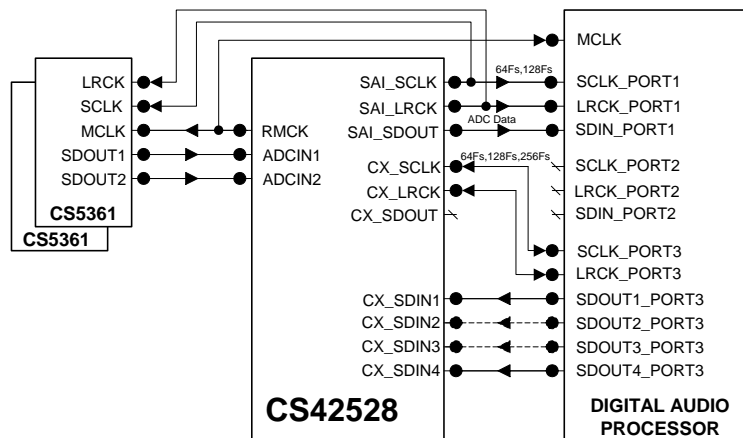 LRCK
SCLK
MCLK
SDOUT1
SDOUT2
CS5361
CS5361
RMCK
ADCIN1
ADCIN2
SAI_SCLK
SAI_LRCK
SAI_SDOUT
CX_SCLK
CX_LRCK
CX_SDOUT
CX_SDIN1
CX_SDIN2
CX_SDIN3
CX_SDIN4
CS42528
64Fs,128Fs
ADC Data
64Fs,128Fs,256Fs
MCLK
SCLK_PORT1
LRCK_PORT1
SDIN_PORT1
SCLK_PORT2
LRCK_PORT2
SDIN_PORT2
SCLK_PORT3
LRCK_PORT3
SDOUT1_PORT3
SDOUT2_PORT3
SDOUT3_PORT3
SDOUT4_PORT3
DIGITAL AUDIO
PROCESSOR